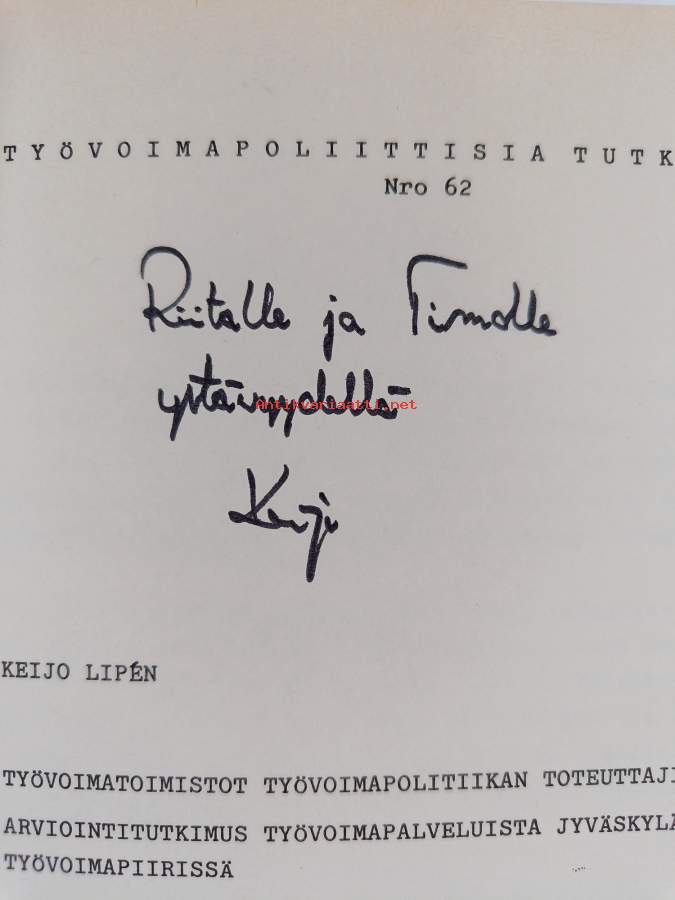 TYÖVOIMAPOLIITTISIA TUTK
Nro 62
Riitalle ja Timolle
ystävyydellä
Antikvariaatti.net
Keijo
KEIJO LIPÉN
TYÖVOIMATOIMISTOT TYÖVOIMAPOLITIIKAN TOTEUTTAJI
ARVIOINTITUTKIMUS TYÖVOIMAPALVELUISTA JYVÄSKYLÄ
TYÖVOIMAPIIRISSÄ